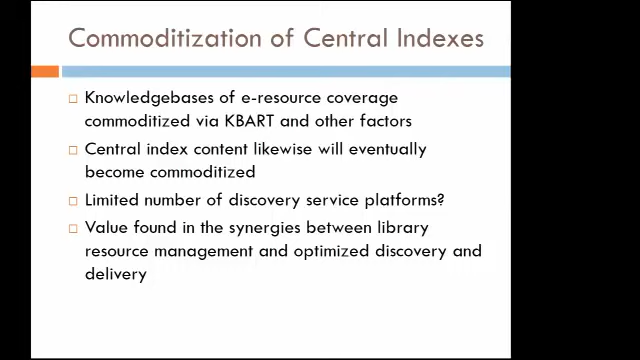 Commoditization of Central Indexes
Knowledgebases of e-resource coverage
commoditized via KBART and other factors
Central index content likewise will eventually
become commoditized
Limited number of discovery service platforms?
Value found in the synergies between library
resource management and optimized discovery and
delivery